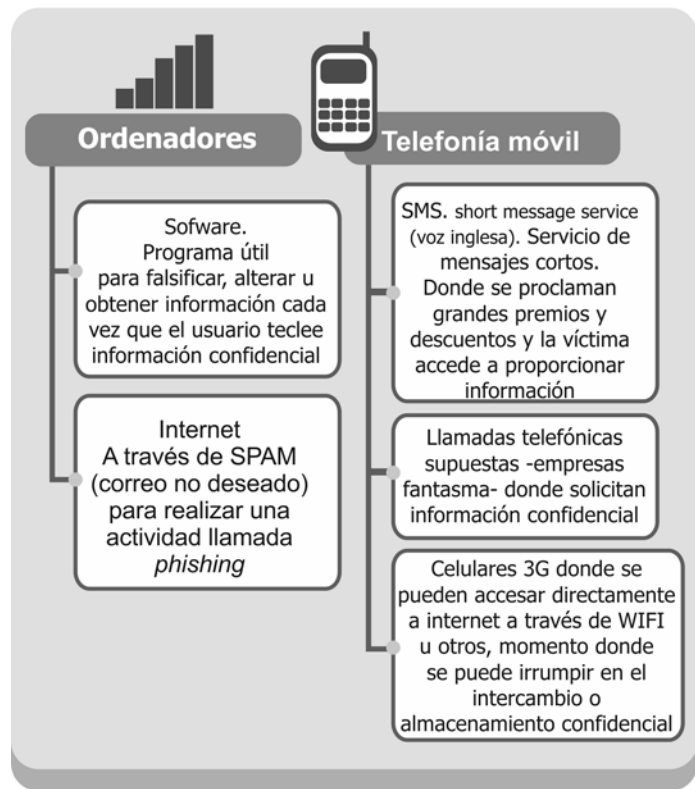 Ordenadores
Sofware.
Programa útil
para falsificar, alterar u
obtener información cada
vez que el usuario teclee
información confidencial
Internet
A través de SPAM
(correo no deseado)
para realizar una
actividad llamada
phishing
Telefonía móvil
SMS. short message service
(voz inglesa). Servicio de
mensajes cortos.
Donde se proclaman
grandes premios y
descuentos y la víctima
accede a proporcionar
información
Llamadas telefónicas
supuestas -empresas
fantasma- donde solicitan
información confidencial
Celulares 3G donde se
pueden accesar directamente
a internet a través de WIFI
u otros, momento donde
se puede irrumpir en el
intercambio o
almacenamiento confidencial